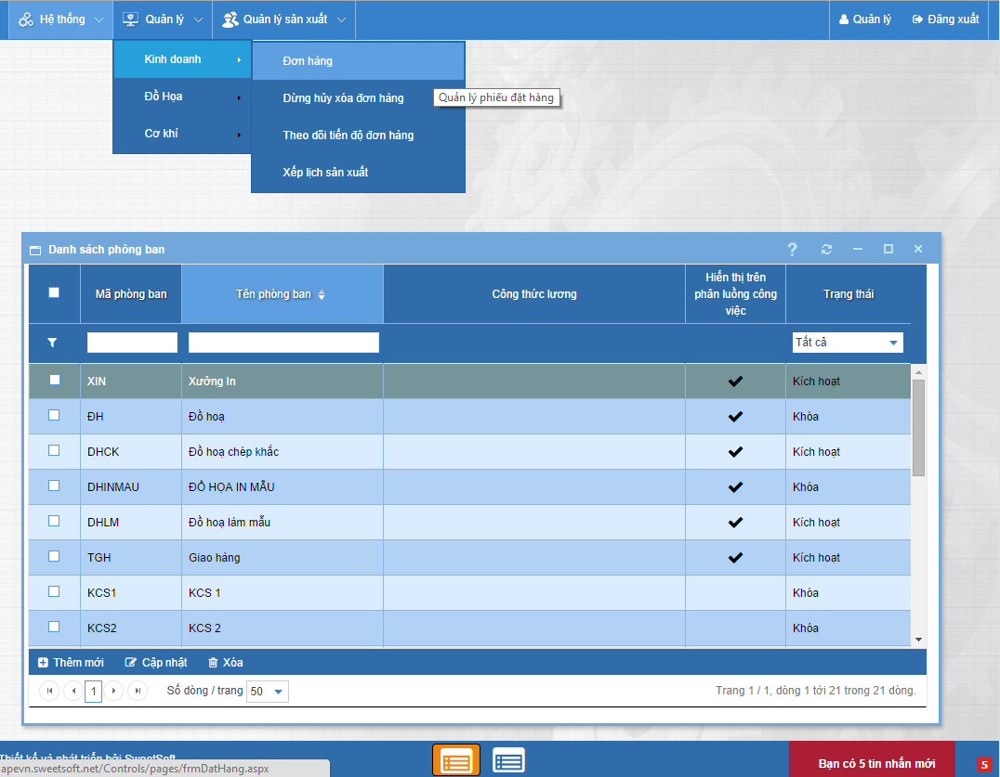 Hệ thống
Quản lý
Quản lý sản xuất
Quản lý
Đăng xuất
Kinh doanh
Đơn hàng
Đồ Họa
Dừng hủy xóa đơn hàng
Quản lý phiếu đặt hàng
Cơ khí
Theo dõi tiến độ đơn hàng
Xếp lịch sản xuất
Danh sách phòng ban
Mã phòng ban
Tên phòng ban
Công thức lương
Hiển thị trên
phân luồng công
việc
Trạng thái
Tất cả
XIN Xưởng In Kích hoạt
ĐH Đồ hoạ Khóa
DHCK Đồ hoạ chép khắc Kích hoạt
DHINMAU ĐỒ HỌA IN MẪU Khóa
DHLM Đồ hoạ làm mẫu Kích hoạt
TGH Giao hàng Kích hoạt
KCS1 KCS 1 Khóa
KCS2 KCS 2 Khóa
Thêm mới Cập nhật Xóa
1 Số dòng / trang 50 Trang 1 / 1, dòng 1 tới 21 trong 21 dòng.
Thiết kế và phát triển bởi SweetSoft
apevn.sweetsoft.net/Controls/pages/frmDatHang.aspx
Bạn có 5 tin nhắn mới
5